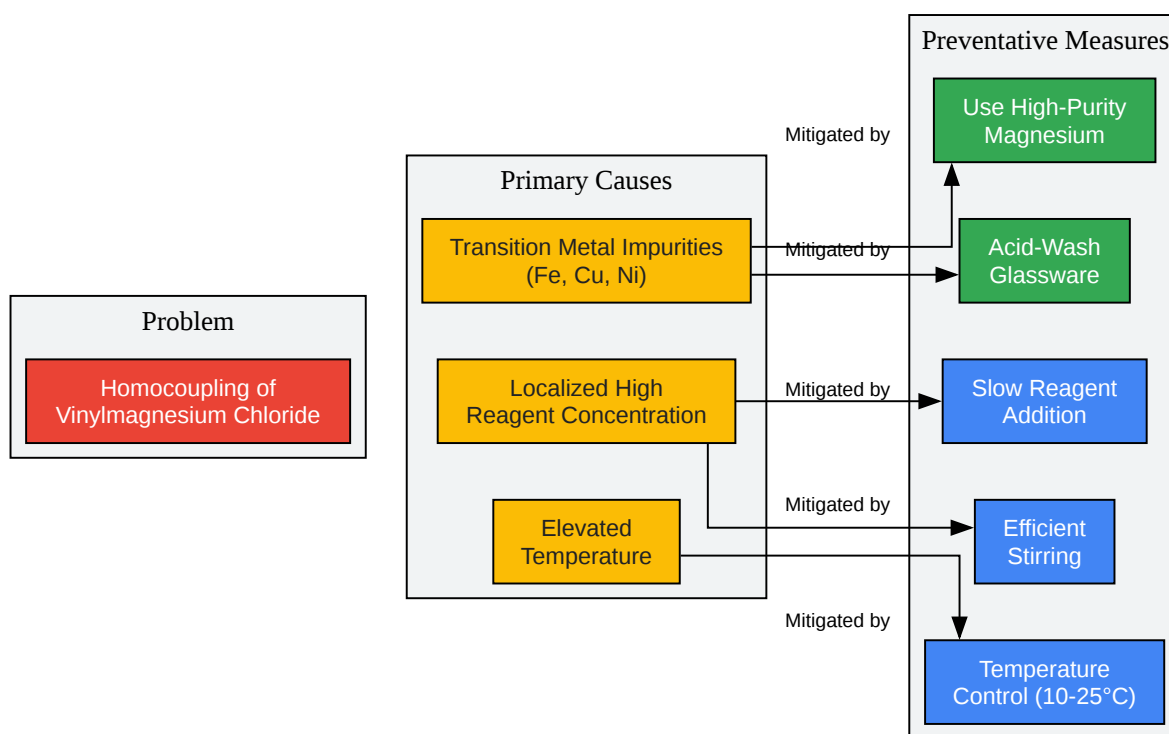 Problem
Homocoupling of
Vinylmagnesium Chloride
Primary Causes
Transition Metal Impurities
(Fe, Cu, Ni)
Localized High
Reagent Concentration
Elevated
Temperature
Mitigated by
Mitigated by
Mitigated by
Mitigated by
Mitigated by
Preventative Measures
Use High-Purity
Magnesium
Acid-Wash
Glassware
Slow Reagent
Addition
Efficient
Stirring
Temperature
Control (10-25°C)